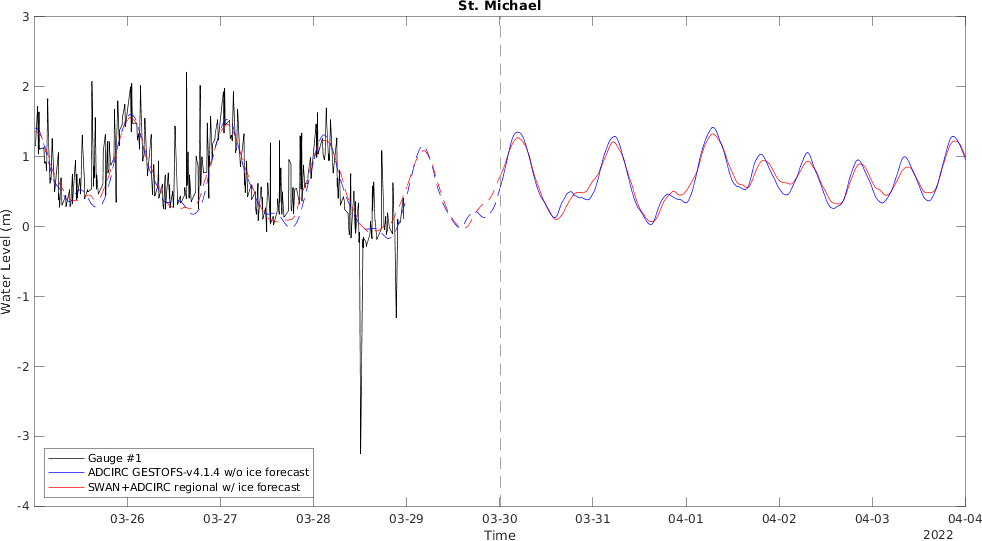 St. Michael
3
2
1
0
-1
-2
-3
-4
Water Level (m)
Gauge #1
ADCIRC GESTOFS-v4.1.4 w/o ice forecast
SWAN+ADCIRC regional w/ ice forecast
03-26 03-27 03-28 03-29 03-30 03-31 04-01 04-02 04-03 04-04
Time
2022